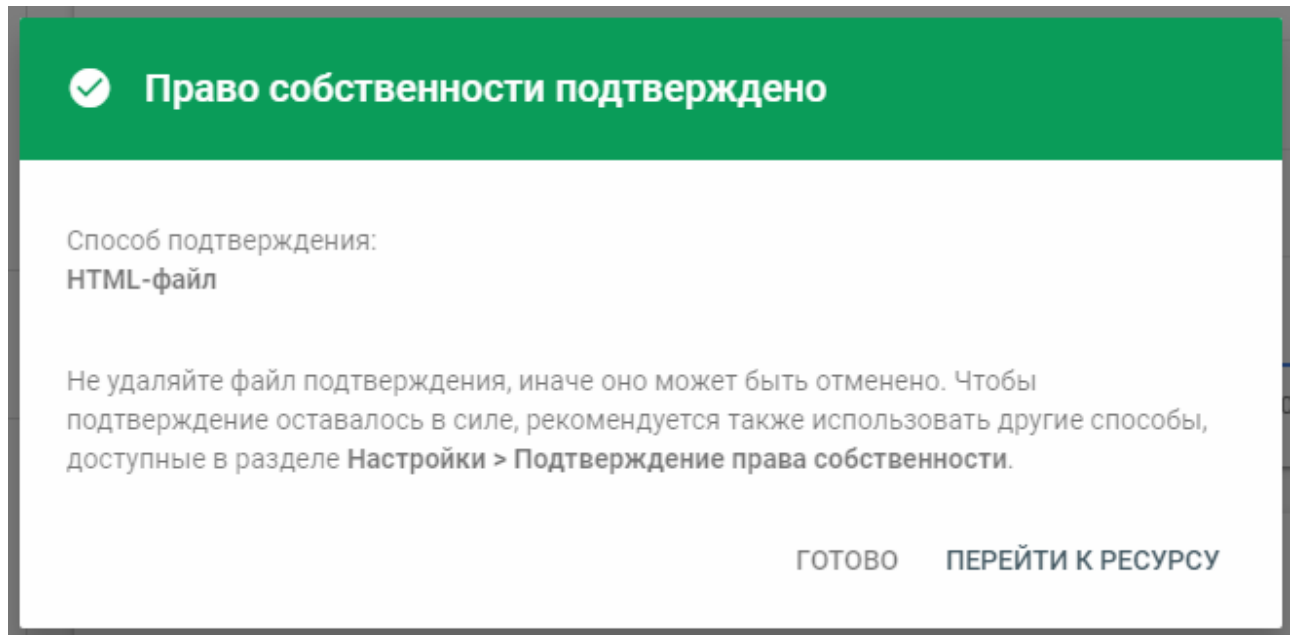 Право собственности подтверждено
Способ подтверждения:
HTML-файл
Не удаляйте файл подтверждения, иначе оно может быть отменено. Чтобы
подтверждение оставалось в силе, рекомендуется также использовать другие способы,
доступные в разделе Настройки > Подтверждение права собственности.
ГОТОВО ПЕРЕЙТИ К РЕСУРСУ